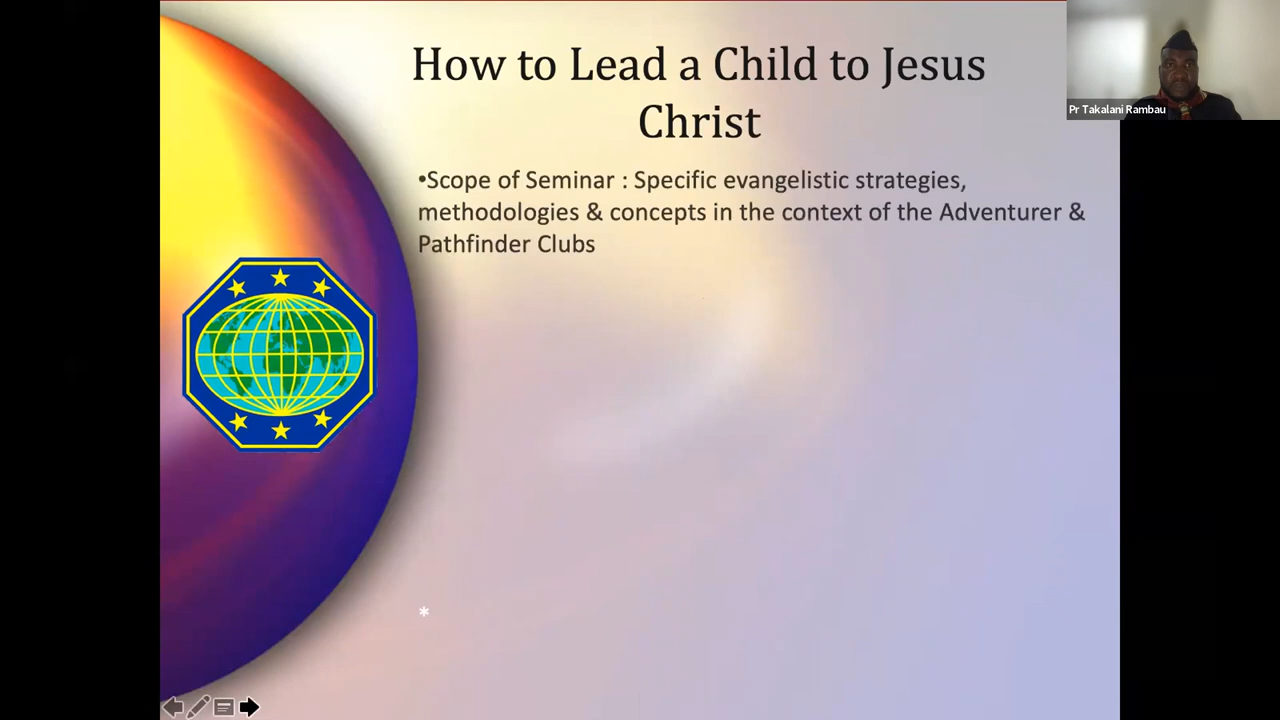 How to Lead a Child to Jesus
Christ
Pr Takalani Rambau
•Scope of Seminar : Specific evangelistic strategies,
methodologies & concepts in the context of the Adventurer &
Pathfinder Clubs
*